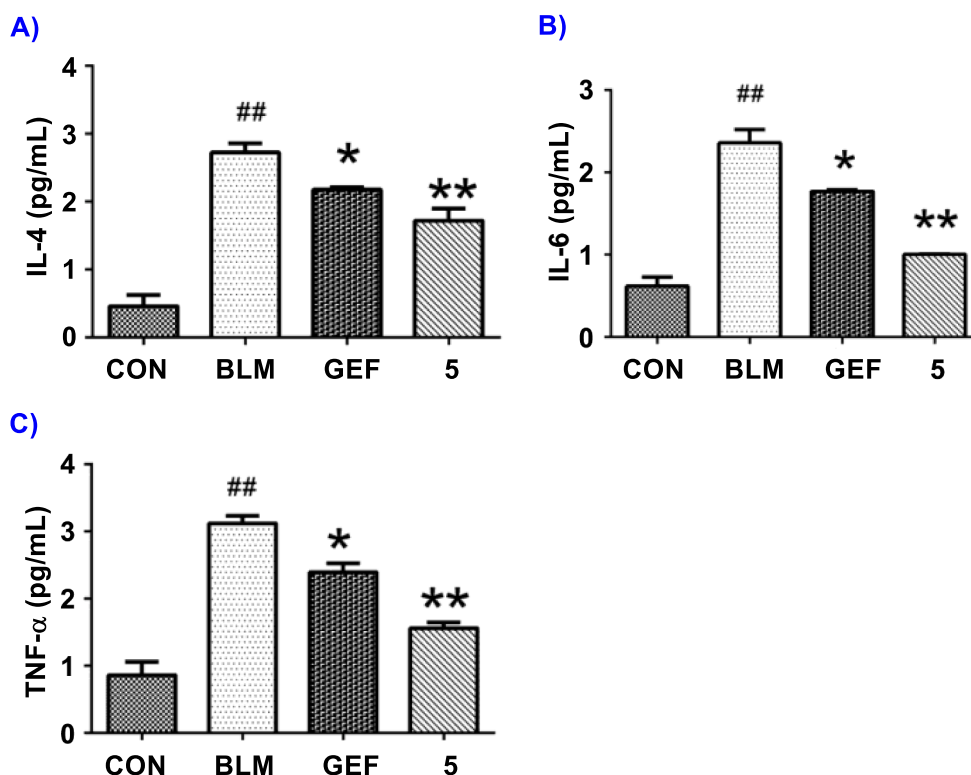 A)
IL-4 (pg/mL)
4
3
2
1
0
##
*
**
CON BLM GEF 5
B)
IL-6 (pg/mL)
3
2
1
0
##
*
**
CON BLM GEF 5
C)
TNF-α (pg/mL)
4
3
2
1
0
##
*
**
CON BLM GEF 5